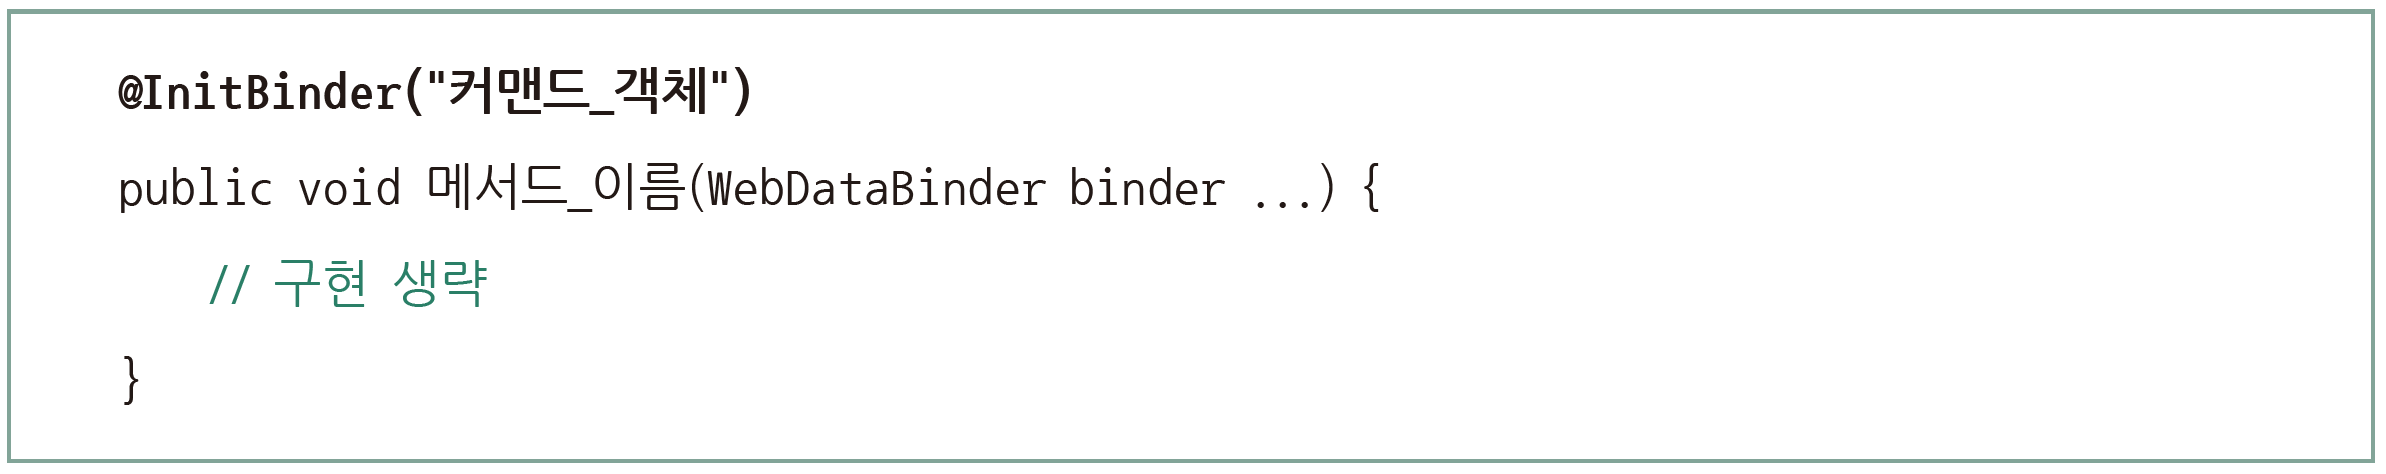 @InitBinder("커맨드_객체")
public void 메서드_이름(WebDataBinder binder ...) {
// 구현 생략
}